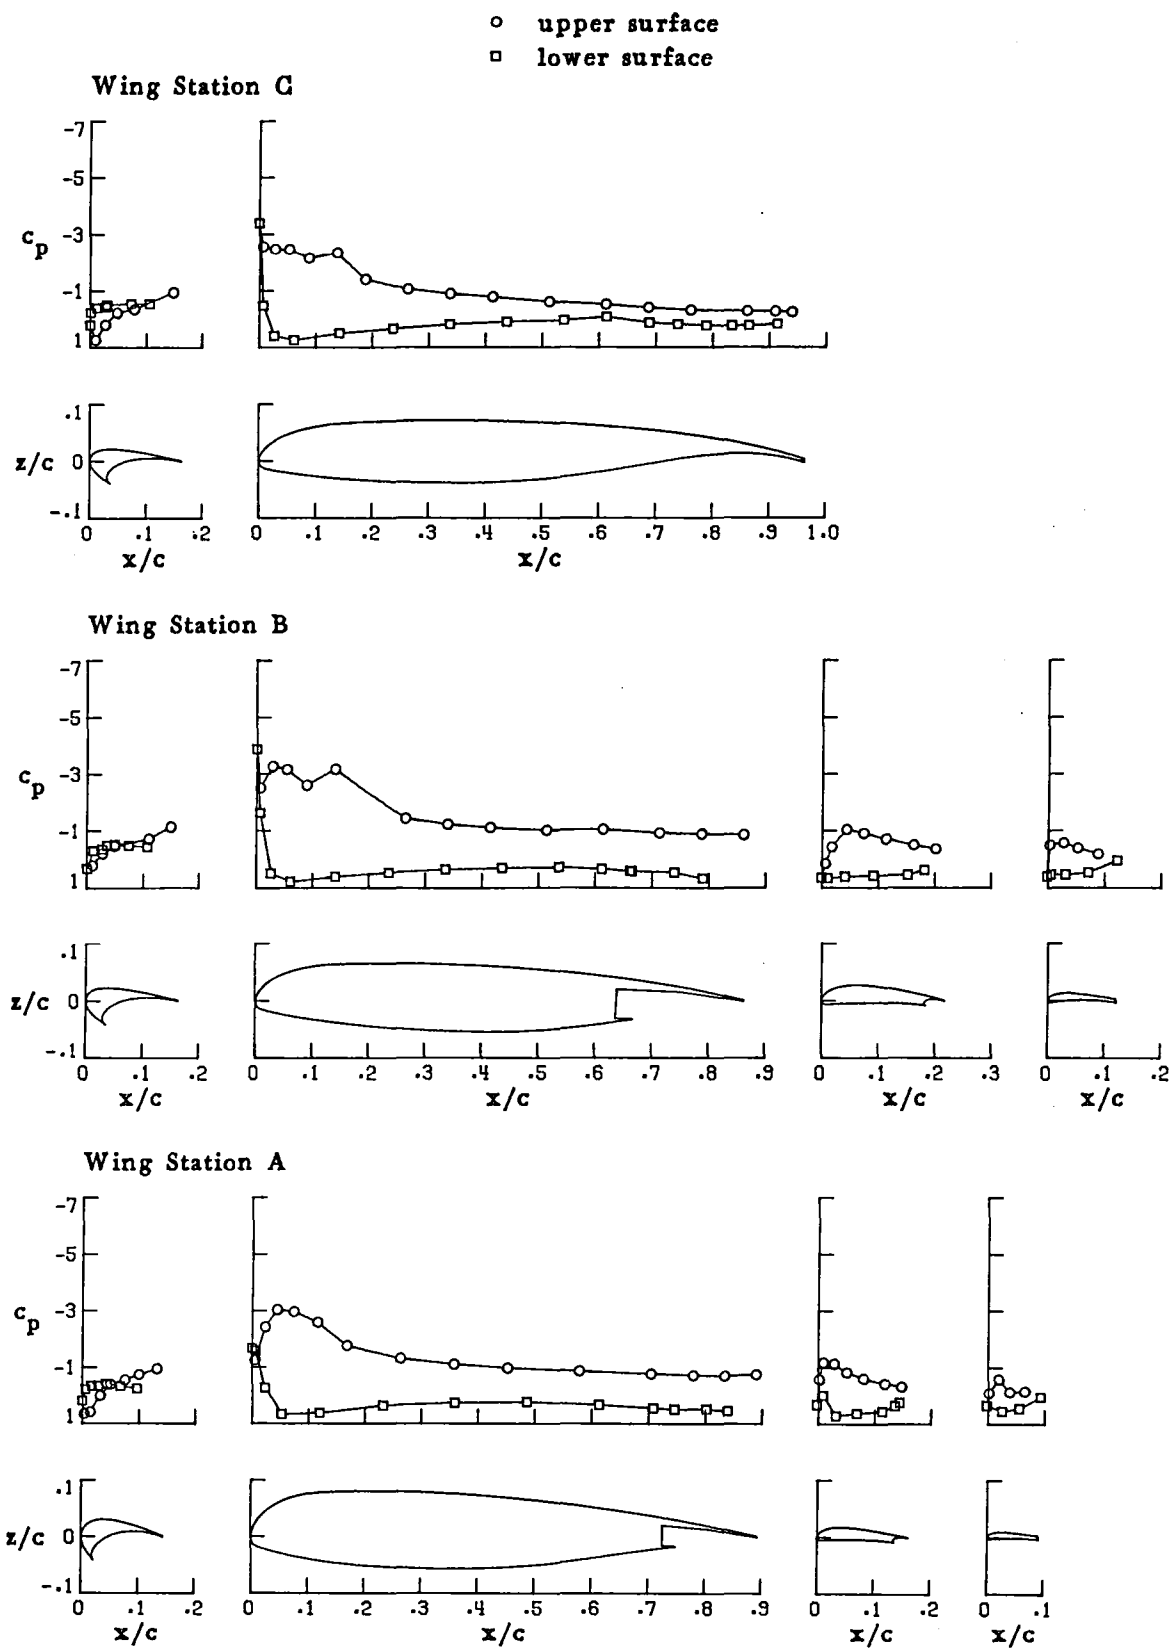 upper surface
lower surface
Wing Station C
-7
-5
-3
-1
1
cp
.1
0
-.1
z/c
0 .1 .2
x/c
0 .1 .2 .3 .4 .5 .6 .7 .8 .9 1.0
x/c
Wing Station B
-7
-5
-3
-1
1
cp
.1
0
-.1
z/c
0 .1 .2
x/c
0 .1 .2 .3 .4 .5 .6 .7 .8 .9
x/c
0 .1 .2 .3
x/c
0 .1 .2
x/c
Wing Station A
-7
-5
-3
-1
1
cp
.1
0
-.1
z/c
0 .1 .2
x/c
0 .1 .2 .3 .4 .5 .6 .7 .8 .9
x/c
0 .1 .2
x/c
0 .1
x/c